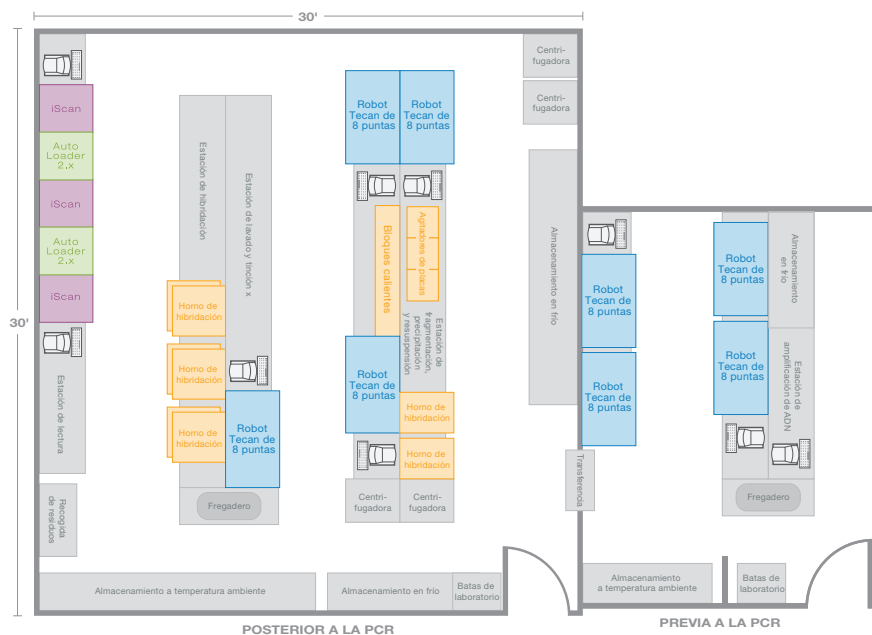 30'
30'
iScan
Auto
Loader
2.x
iScan
Auto
Loader
2.x
iScan
Estación de lectura
Recogida
de residuos
Estación de hibridación
Estación de lavado y tinción x
Horno de
hibridación
Horno de
hibridación
Horno de
hibridación
Robot
Tecan de
8 puntas
Fregadero
Robot
Tecan de
8 puntas
Robot
Tecan de
8 puntas
Bloques calientes
Agitadores de placas
Estación de
fragmentación,
precipitación
y resuspensión
Robot
Tecan de
8 puntas
Horno de
hibridación
Horno de
hibridación
Centri-
fugadora
Centri-
fugadora
Centri-
fugadora
Centri-
fugadora
Almacenamiento en frío
Transferencia
Almacenamiento a temperatura ambiente
Almacenamiento en frío
Batas de
laboratorio
POSTERIOR A LA PCR
Robot
Tecan de
8 puntas
Robot
Tecan de
8 puntas
Robot
Tecan de
8 puntas
Robot
Tecan de
8 puntas
Almacenamiento
en frío
Estación de
amplificación de ADN
Fregadero
Almacenamiento
a temperatura ambiente
Batas de
laboratorio
PREVIA A LA PCR